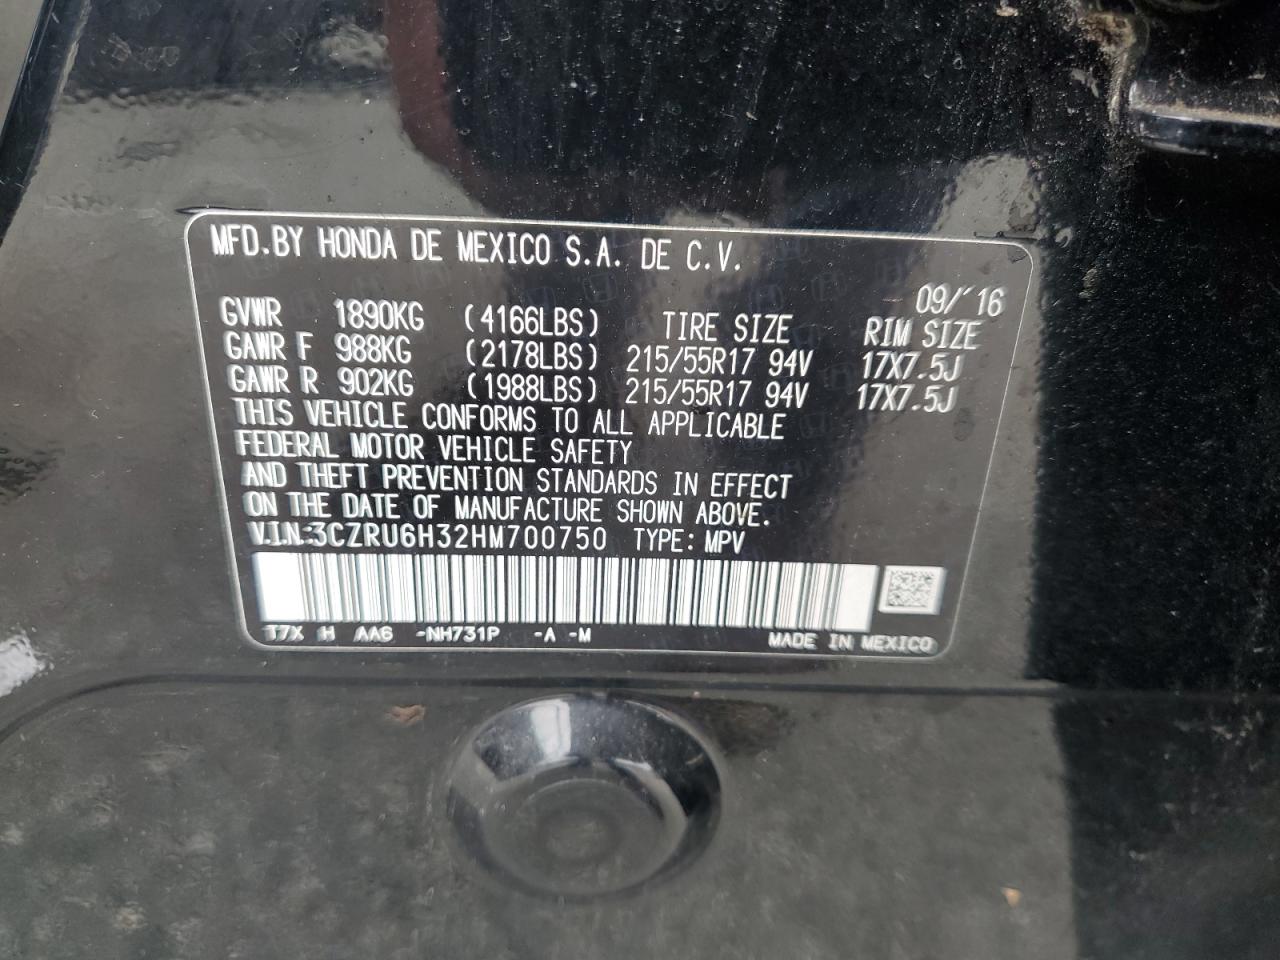 MFD.BY HONDA DE MEXICO S.A. DE C.V.
09/'16
GVWR 1890KG (4166LBS) TIRE SIZE RIM SIZE
GAWR F 988KG (2178LBS) 215/55R17 94V 17X7.5J
GAWR R 902KG (1988LBS) 215/55R17 94V 17X7.5J
THIS VEHICLE CONFORMS TO ALL APPLICABLE
FEDERAL MOTOR VEHICLE SAFETY
AND THEFT PREVENTION STANDARDS IN EFFECT
ON THE DATE OF MANUFACTURE SHOWN ABOVE.
V.I.N:3CZRU6H32HM700750 TYPE: MPV
T7X H AA6 -NH731P -A -M MADE IN MEXICO